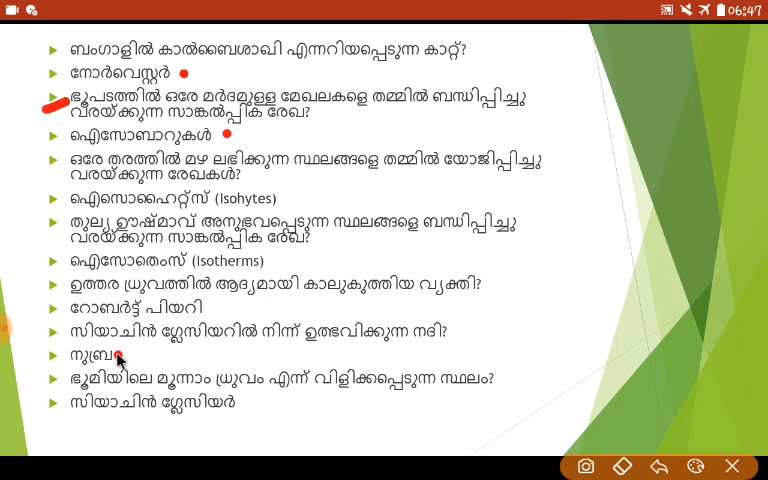 06:47
ബംഗാളിൽ കാൽബൈശാഖി എന്നറിയപ്പെടുന്ന കാറ്റ്?
നോർവെസ്റ്റർ
ഭൂപടത്തിൽ ഒരേ മർദമുള്ള മേഖലകളെ തമ്മിൽ ബന്ധിപ്പിച്ചു
വരയ്ക്കുന്ന സാങ്കൽപ്പിക രേഖ?
ഐസോബാറുകൾ
ഒരേ തരത്തിൽ മഴ ലഭിക്കുന്ന സ്ഥലങ്ങളെ തമ്മിൽ യോജിപ്പിച്ചു
വരയ്ക്കുന്ന രേഖകൾ?
ഐസൊഹൈറ്റ്സ് (Isohytes)
തുല്യ ഊഷ്മാവ് അനുഭവപ്പെടുന്ന സ്ഥലങ്ങളെ ബന്ധിപ്പിച്ചു
വരയ്ക്കുന്ന സാങ്കൽപ്പിക രേഖ?
ഐസോതെംസ് (Isotherms)
ഉത്തര ധ്രുവത്തിൽ ആദ്യമായി കാലുകുത്തിയ വ്യക്തി?
റോബർട്ട് പിയറി
സിയാചിൻ ഗ്ലേസിയറിൽ നിന്ന് ഉത്ഭവിക്കുന്ന നദി?
നുബ്ര
ഭൂമിയിലെ മൂന്നാം ധ്രുവം എന്ന് വിളിക്കപ്പെടുന്ന സ്ഥലം?
സിയാചിൻ ഗ്ലേസിയർ